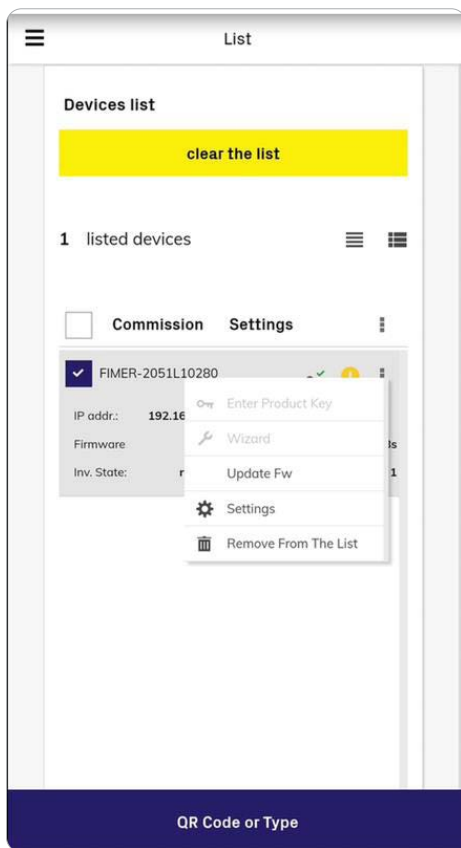 List
Devices list
clear the list
1 listed devices
Commission Settings
FIMER-2051L10280
Enter Product Key
IP addr.: 192.16
Wizard
Firmware
Update Fw
Inv. State:
1
Settings
Remove From The List
QR Code or Type